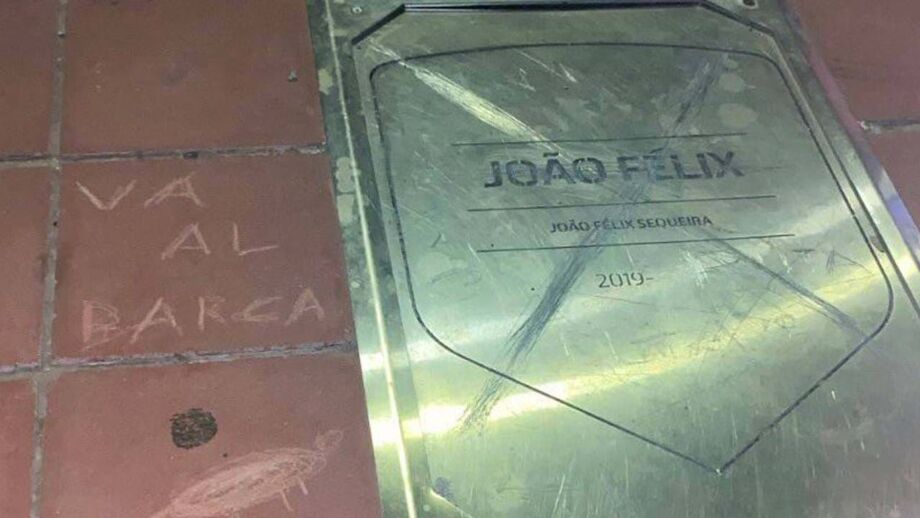 VA
AL
BARCA
JOÃO FÉLIX
JOÃO FÉLIX SEQUEIRA
2019-